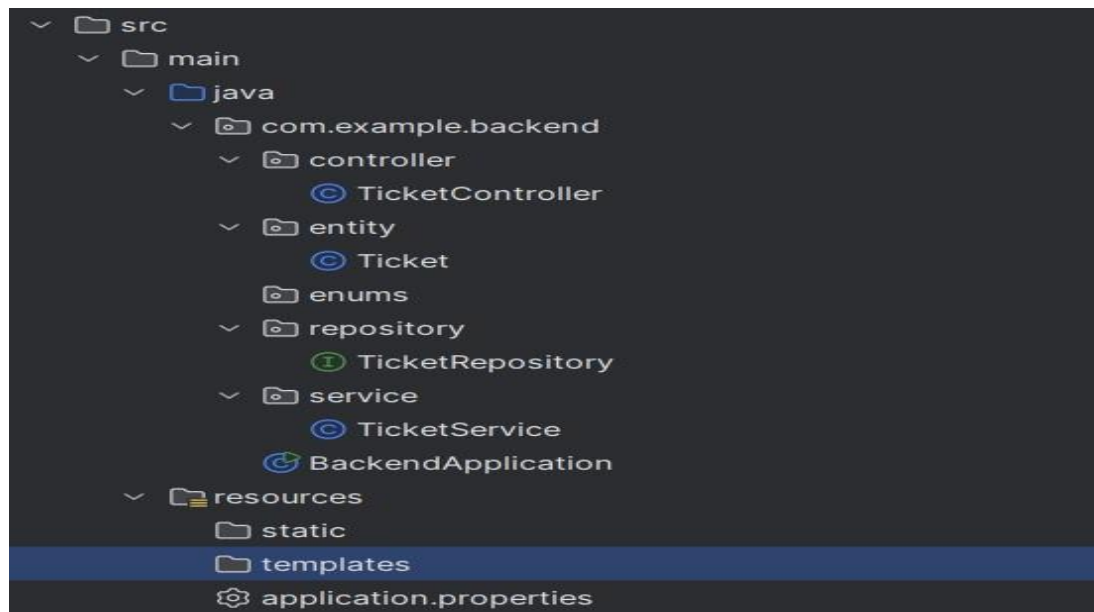 src
main
java
com.example.backend
controller
TicketController
entity
Ticket
enums
repository
TicketRepository
service
TicketService
BackendApplication
resources
static
templates
application.properties